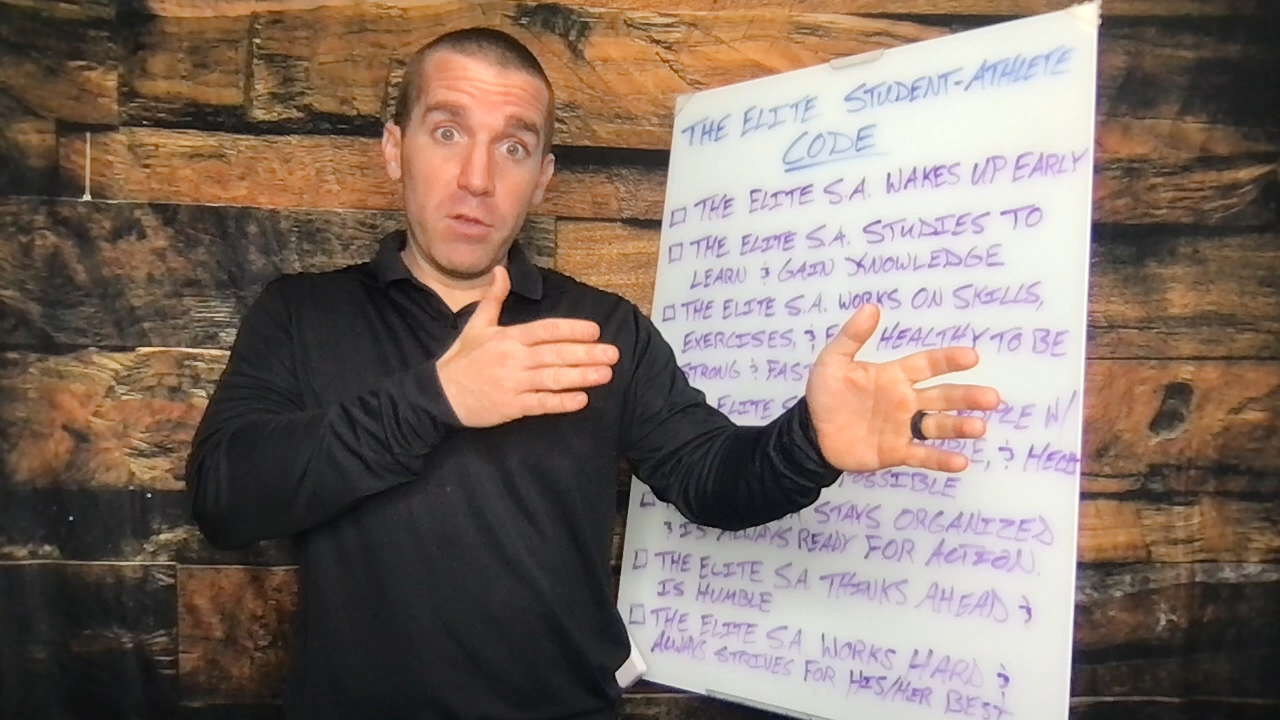 THE ELITE STUDENT-ATHLETE
CODE
□ THE ELITE S.A. WAKES UP EARLY
□ THE ELITE S.A. STUDIES TO
LEARN & GAIN KNOWLEDGE
□ THE ELITE S.A. WORKS ON SKILLS,
EXERCISES, & HEALTHY TO BE
STRONG & FAST
ELITE W/
, &
POSSIBLE
□ STAYS ORGANIZED
& IS ALWAYS READY FOR ACTION.
□ THE ELITE S.A. THINKS AHEAD &
IS HUMBLE
□ THE ELITE S.A. WORKS HARD &
ALWAYS STRIVES FOR HIS/HER BEST